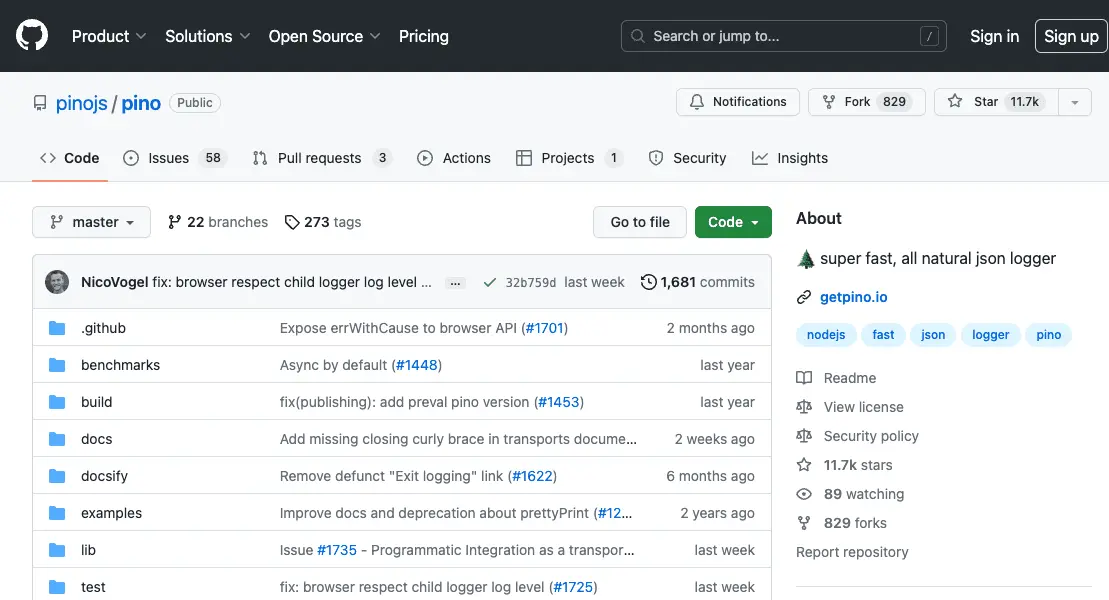 Product Solutions Open Source Pricing Search or jump to... / Sign in Sign up
pinojs / pino Public Notifications Fork 829 Star 11.7k
Code Issues 58 Pull requests 3 Actions Projects 1 Security Insights
master 22 branches 273 tags Go to file Code
NicoVogel fix: browser respect child logger log level ... ... 32b759d last week 1,681 commits
.github Expose errWithCause to browser API (#1701) 2 months ago
benchmarks Async by default (#1448) last year
build fix(publishing): add preval pino version (#1453) last year
docs Add missing closing curly brace in transports docume... 2 weeks ago
docsify Remove defunct "Exit logging" link (#1622) 6 months ago
examples Improve docs and deprecation about prettyPrint (#12... 2 years ago
lib Issue #1735 - Programmatic Integration as a transpor... last week
test fix: browser respect child logger log level (#1725) last week
About
super fast, all natural json logger
getpino.io
nodejs fast json logger pino
Readme
View license
Security policy
11.7k stars
89 watching
829 forks
Report repository